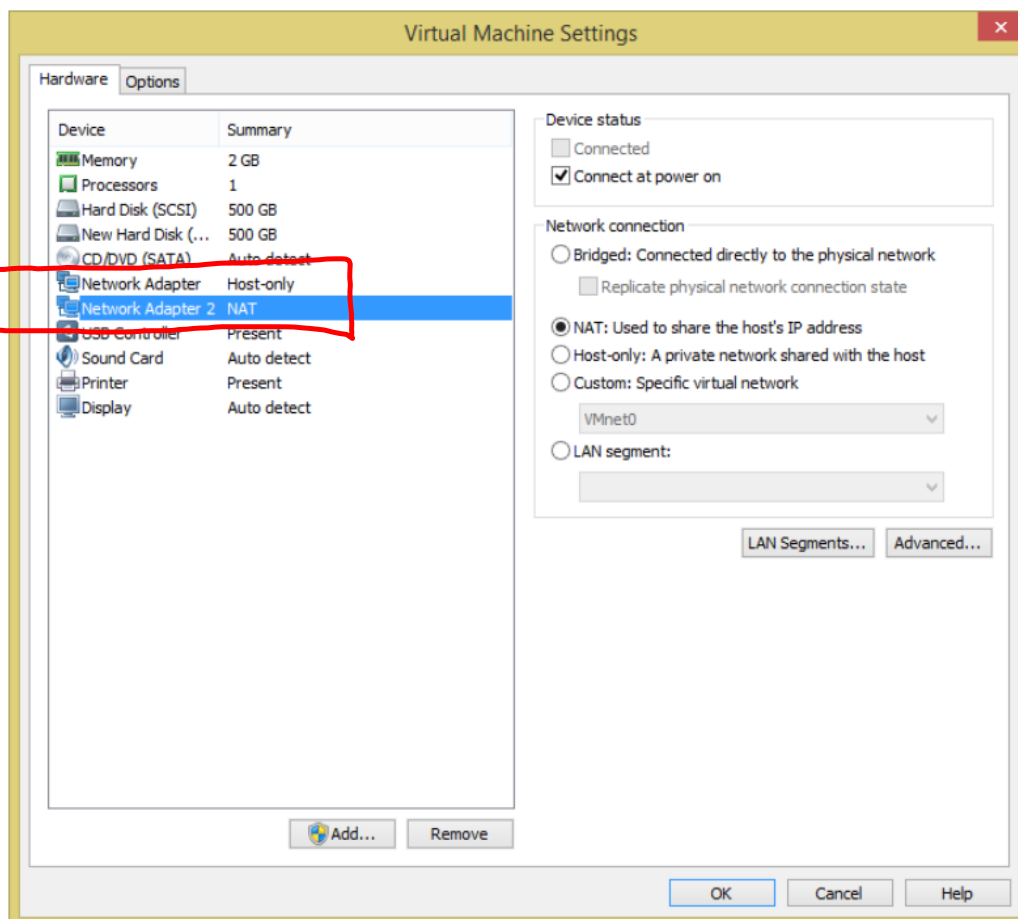 Virtual Machine Settings
Hardware Options
Device Summary
Memory 2 GB
Processors 1
Hard Disk (SCSI) 500 GB
New Hard Disk (... 500 GB
CD/DVD (SATA) Auto detect
Network Adapter Host-only
Network Adapter 2 NAT
USB Controller Present
Sound Card Auto detect
Printer Present
Display Auto detect
Add... Remove
Device status
Connected
Connect at power on
Network connection
Bridged: Connected directly to the physical network
Replicate physical network connection state
NAT: Used to share the host's IP address
Host-only: A private network shared with the host
Custom: Specific virtual network
VMnet0
LAN segment:
LAN Segments... Advanced...
OK Cancel Help